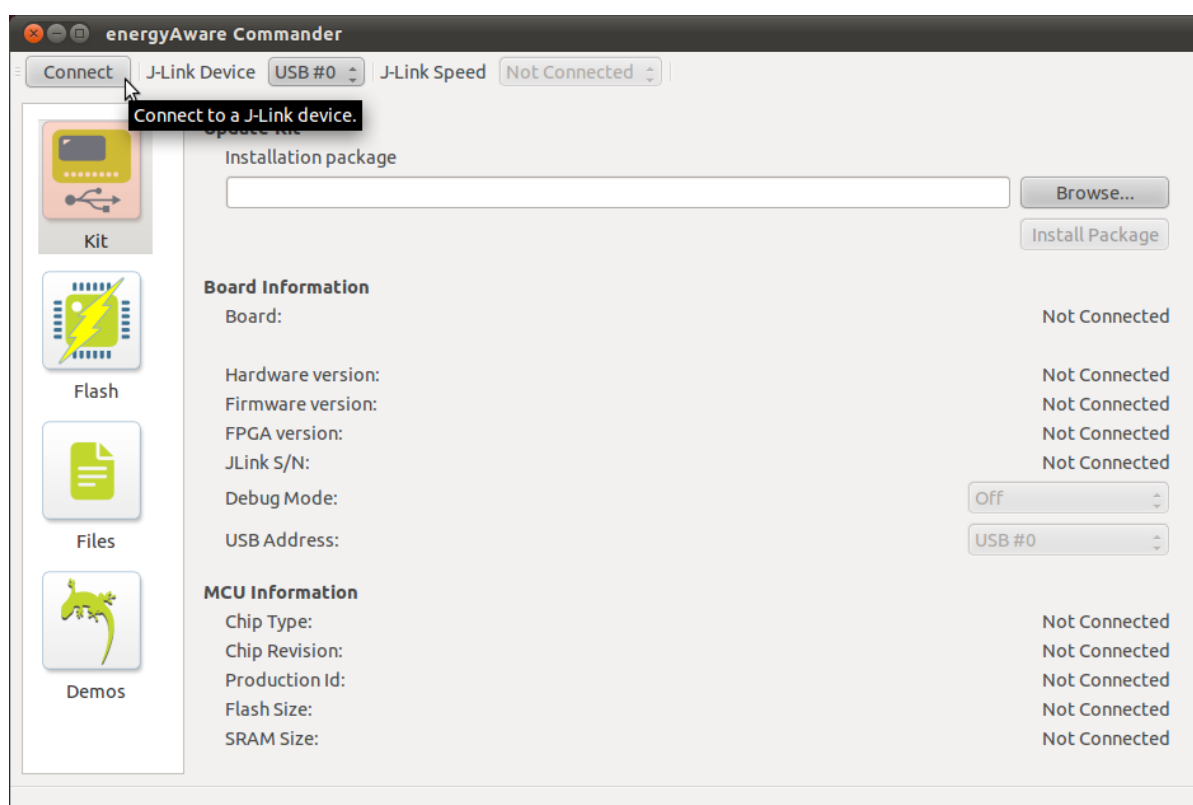 energyAware Commander
Connect J-Link Device USB #0 J-Link Speed Not Connected
Connect to a J-Link device.
Update Kit
Installation package
Browse...
Install Package
Kit
Board Information
Board: Not Connected
Hardware version: Not Connected
Flash
Firmware version: Not Connected
FPGA version: Not Connected
JLink S/N: Not Connected
Debug Mode: Off
Files
USB Address: USB #0
MCU Information
Chip Type: Not Connected
Chip Revision: Not Connected
Production Id: Not Connected
Demos
Flash Size: Not Connected
SRAM Size: Not Connected